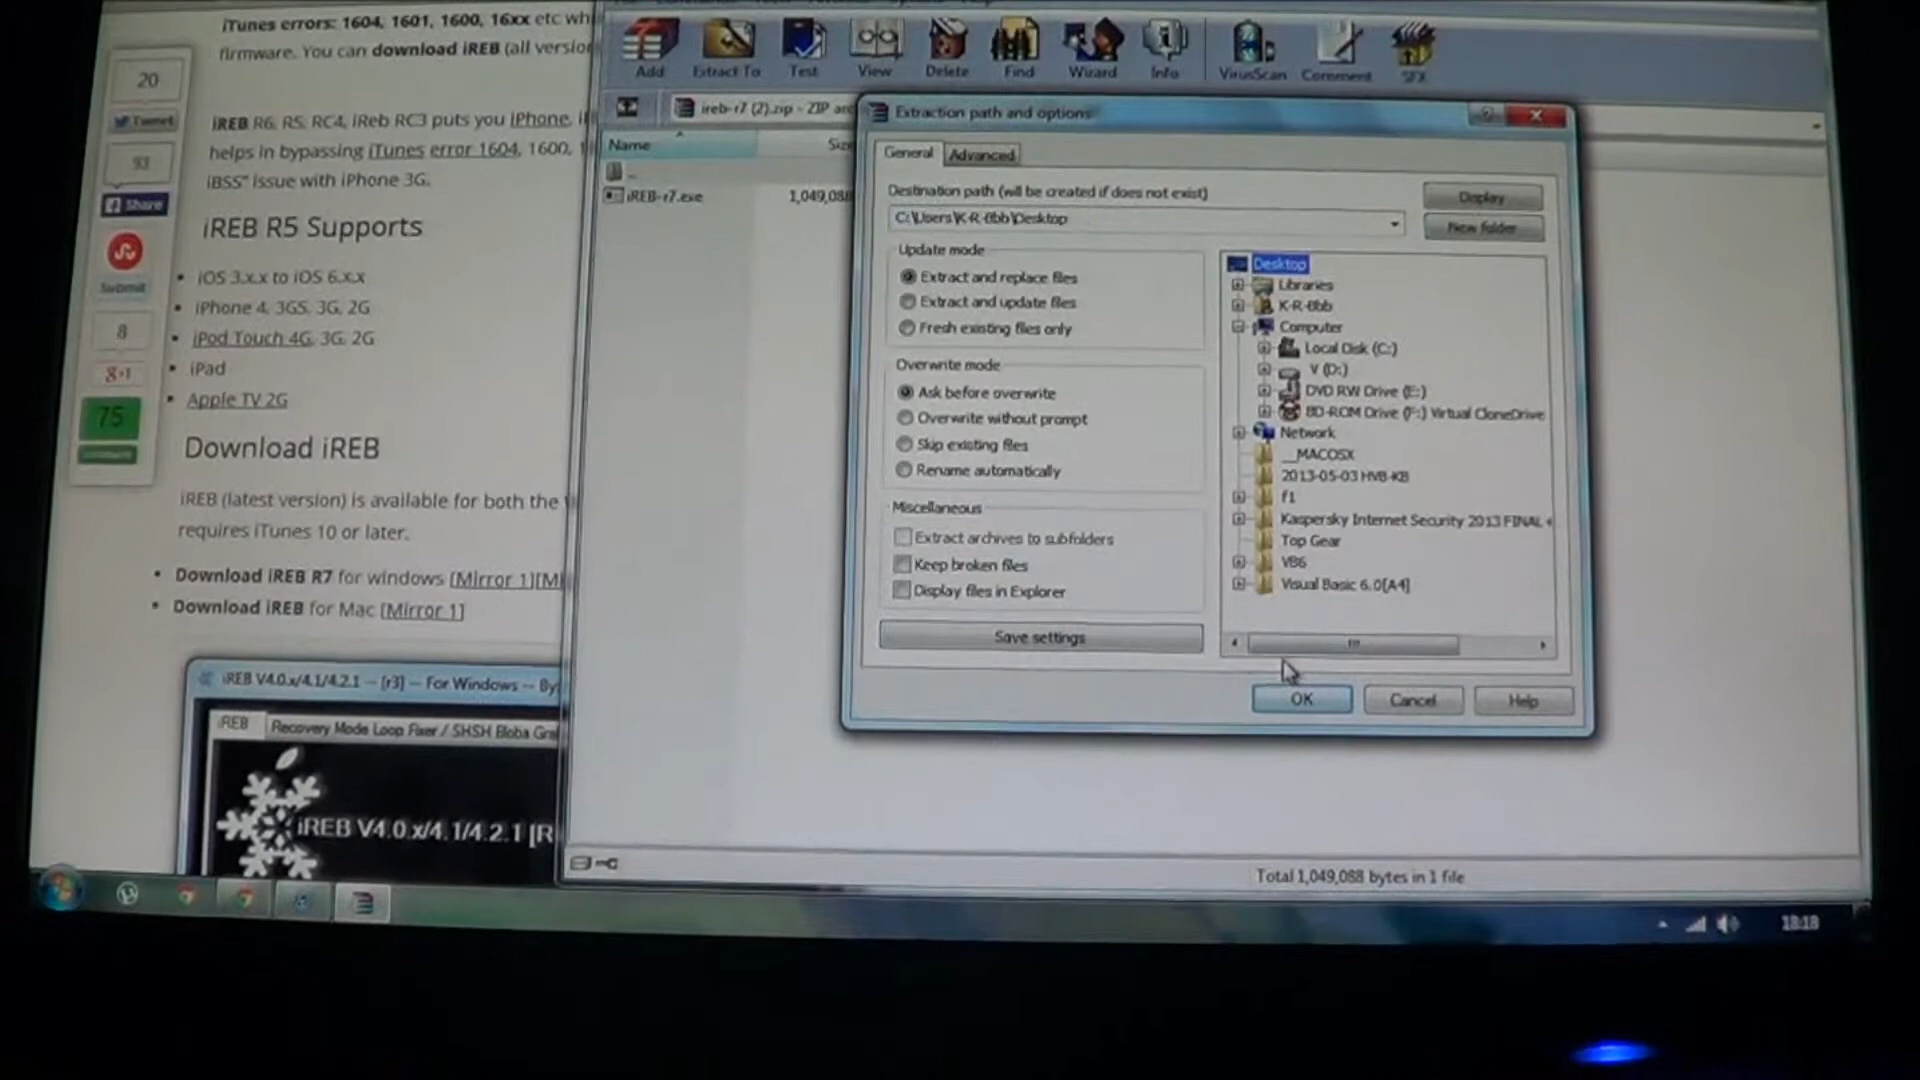 iTunes errors: 1604, 1601, 1600, 16xx etc wh
firmware. You can download iREB (all versio
20
Tweet
93
Share
Submit
8
g+1
75
iREB R6, R5, RC4, iReb RC3 puts you iPhone, i
helps in bypassing iTunes error 1604, 1600, 1
iBSS" issue with iPhone 3G.
iREB R5 Supports
iOS 3.x.x to iOS 6.x.x
iPhone 4, 3GS, 3G, 2G
iPod Touch 4G, 3G, 2G
iPad
Apple TV 2G
Download iREB
iREB (latest version) is available for both the
requires iTunes 10 or later.
Download iREB R7 for windows [Mirror 1][Mi
Download iREB for Mac [Mirror 1]
iREB V4.0.x/4.1/4.2.1 -- [r3] -- For Windows -- By
iREB
Recovery Mode Loop Fixer / SHSH Bloba Gra
iREB V4.0.x/4.1/4.2.1 [R
Add
Extract To
Test
View
Delete
Find
Wizard
Info
VirusScan
Comment
SFX
ireb-r7 (2).zip - ZIP arc
Name
Size
..
iREB-r7.exe
1,049,088
Extraction path and options
General
Advanced
Destination path (will be created if does not exist)
Display
C:\Users\K-R-Bbb\Desktop
New folder
Update mode
Extract and replace files
Extract and update files
Fresh existing files only
Overwrite mode
Ask before overwrite
Overwrite without prompt
Skip existing files
Rename automatically
Miscellaneous
Extract archives to subfolders
Keep broken files
Display files in Explorer
Save settings
Desktop
Libraries
K-R-Bbb
Computer
Local Disk (C:)
V (D:)
DVD RW Drive (E:)
BD-ROM Drive (F:) Virtual CloneDrive
Network
__MACOSX
2013-05-03 HVB-KB
f1
Kaspersky Internet Security 2013 FINAL +
Top Gear
VB6
Visual Basic 6.0[A4]
OK
Cancel
Help
Total 1,049,088 bytes in 1 file
18:18